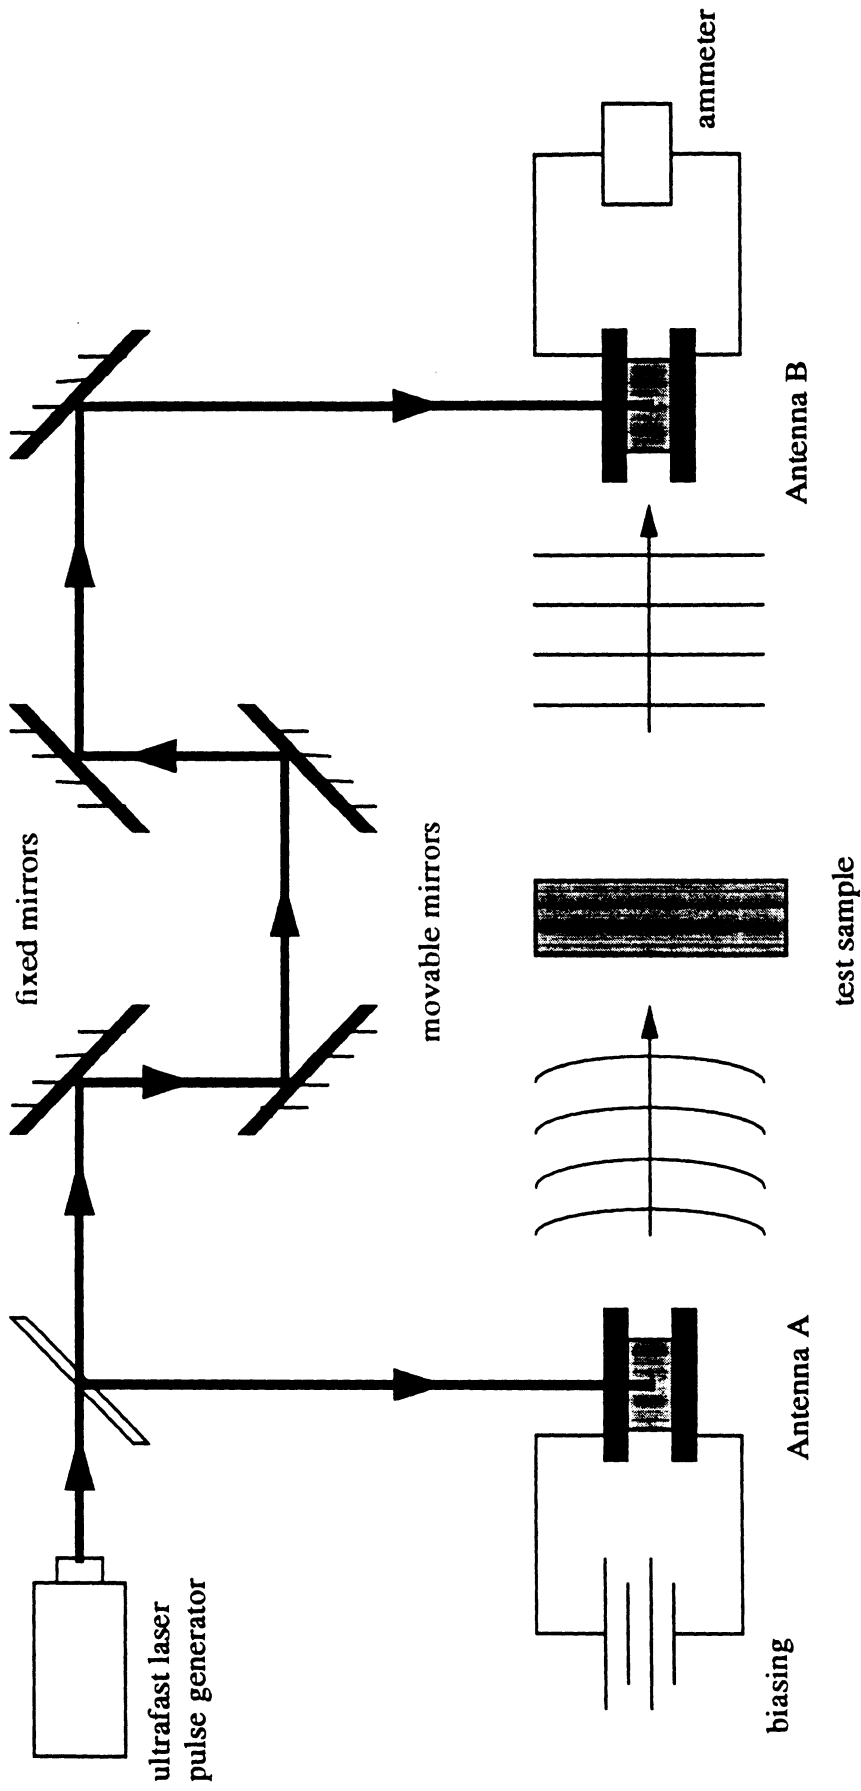 ultrafast laser
pulse generator
fixed mirrors
movable mirrors
biasing
Antenna A
test sample
Antenna B
ammeter